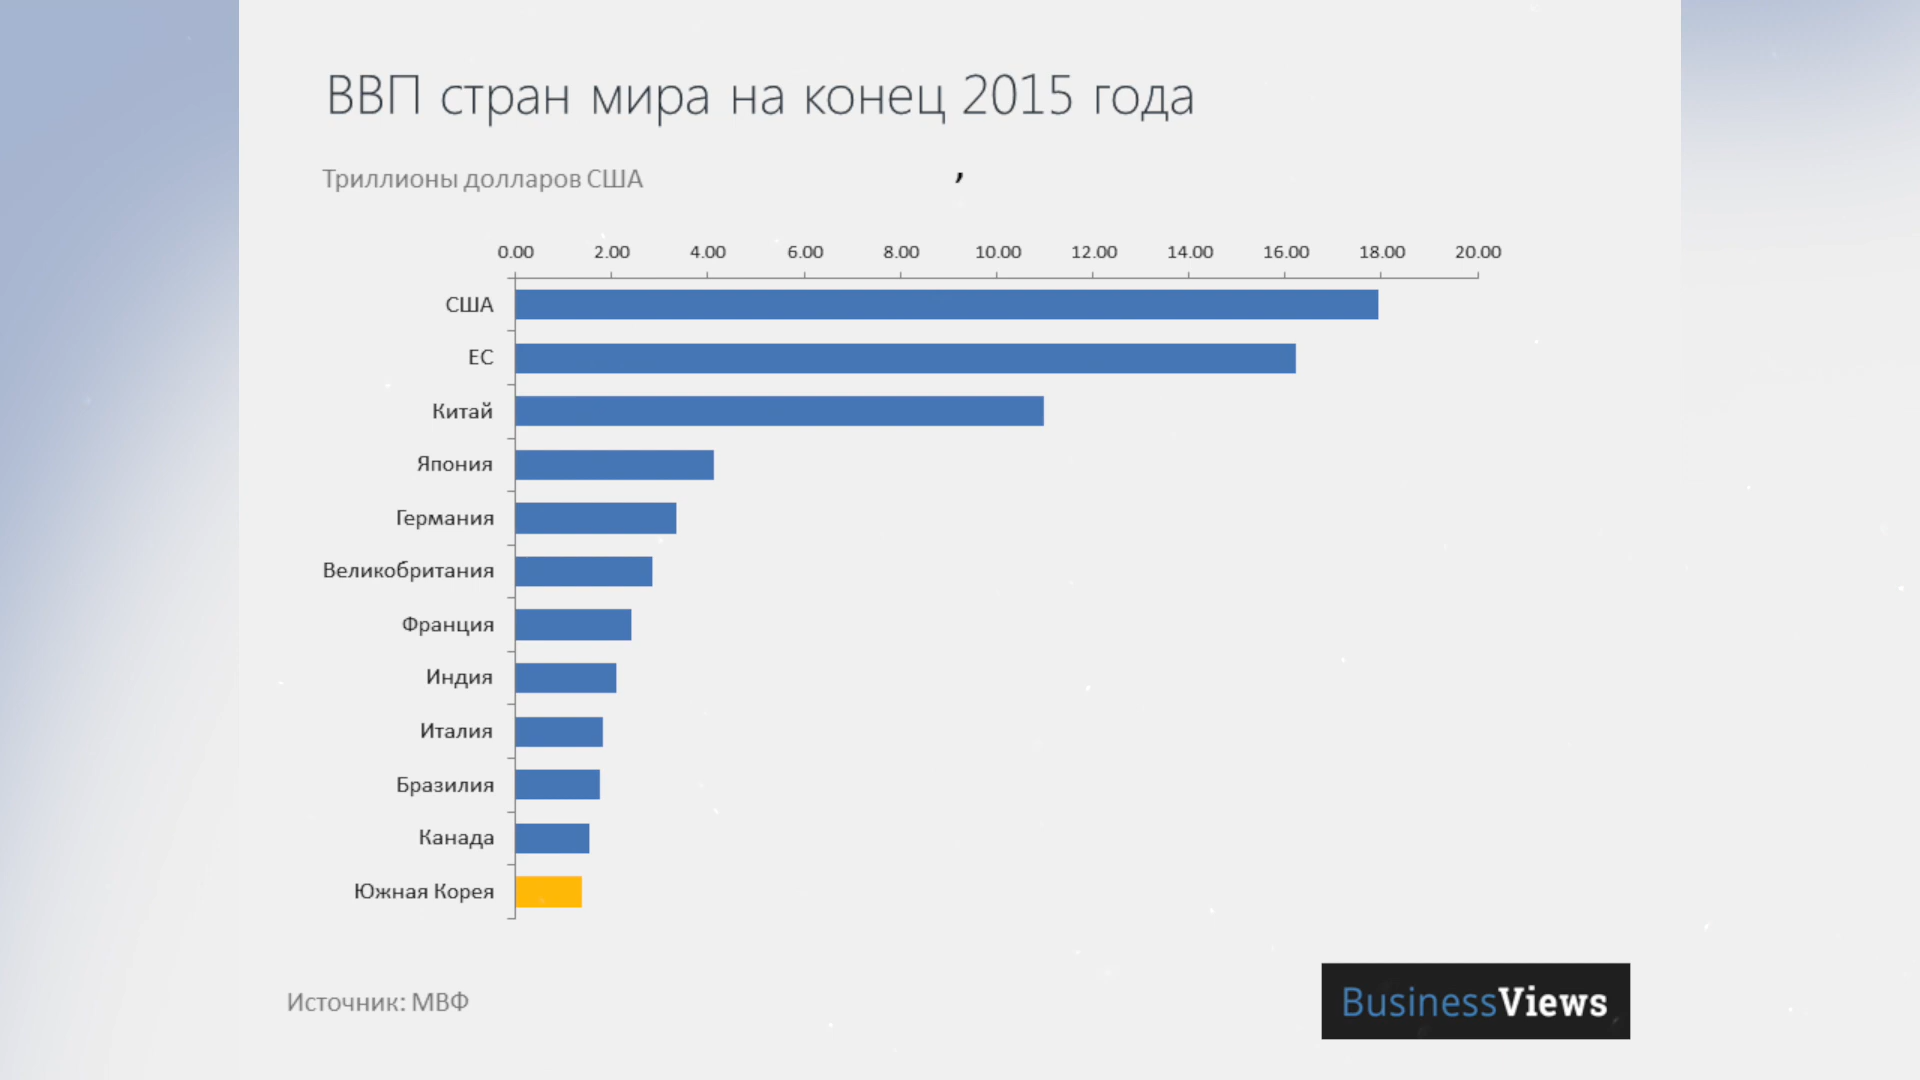 ВВП стран мира на конец 2015 года
Триллионы долларов США
,
0.00 2.00 4.00 6.00 8.00 10.00 12.00 14.00 16.00 18.00 20.00
США
ЕС
Китай
Япония
Германия
Великобритания
Франция
Индия
Италия
Бразилия
Канада
Южная Корея
Источник: МВФ
BusinessViews